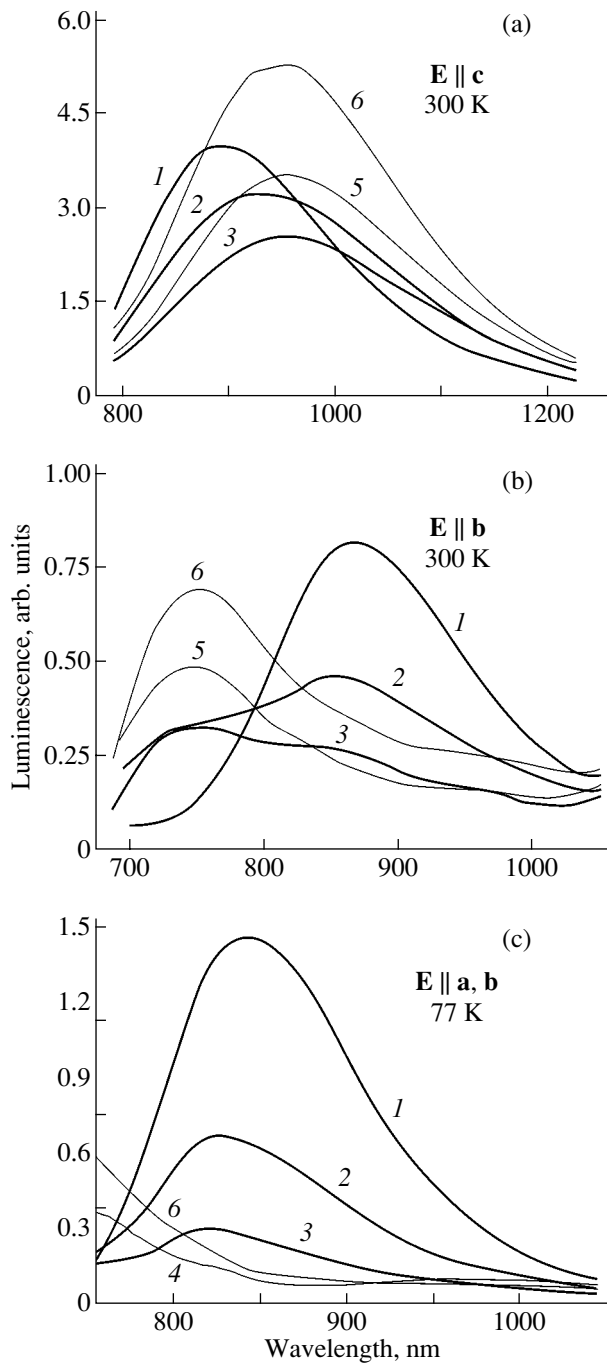 (a)
E ∥ c
300 K
6.0
4.5
3.0
1.5
0
1
2
3
5
6
800 1000 1200
(b)
E ∥ b
300 K
Luminescence, arb. units
1.00
0.75
0.50
0.25
0
6
5
1
2
3
700 800 900 1000
(c)
E ∥ a, b
77 K
1.5
1.2
0.9
0.6
0.3
0
1
2
3
6
4
800 900 1000
Wavelength, nm